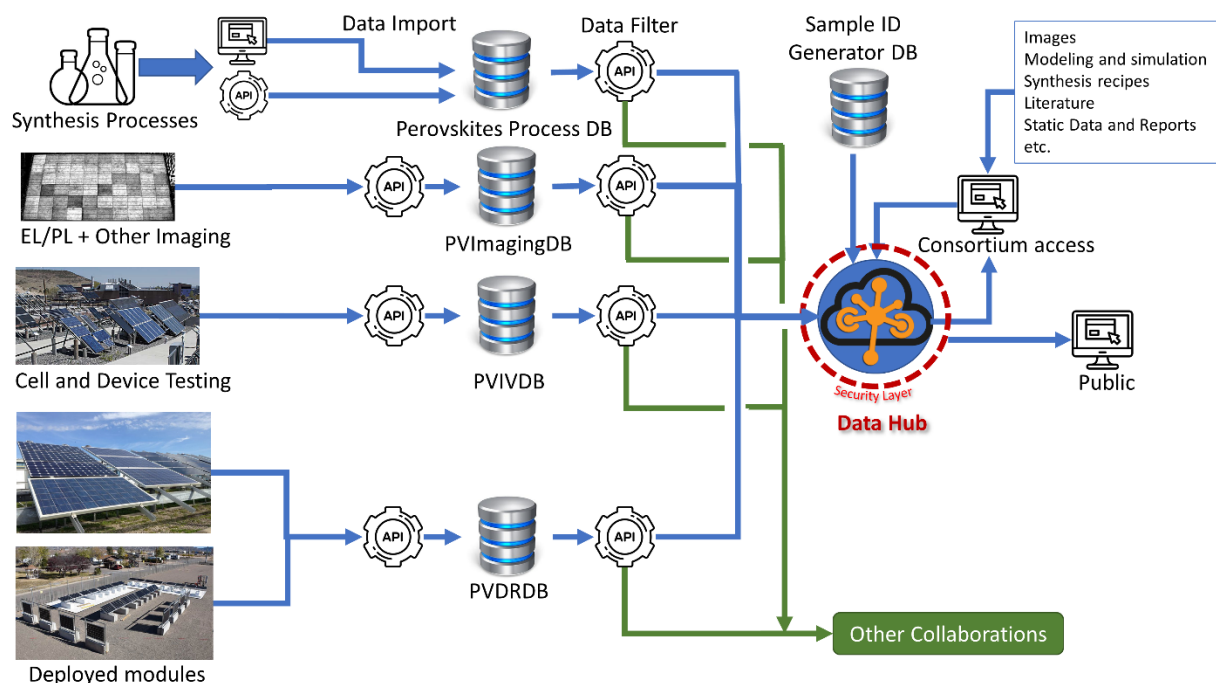 Data Import
Data Filter
Sample ID
Generator DB
Images
Modeling and simulation
Synthesis recipes
Literature
Static Data and Reports
etc.
API
API
Synthesis Processes
Perovskites Process DB
API
API
EL/PL + Other Imaging
PVImagingDB
Consortium access
API
API
Cell and Device Testing
PVIVDB
Public
Security Layer
Data Hub
API
API
PVDRDB
Other Collaborations
Deployed modules